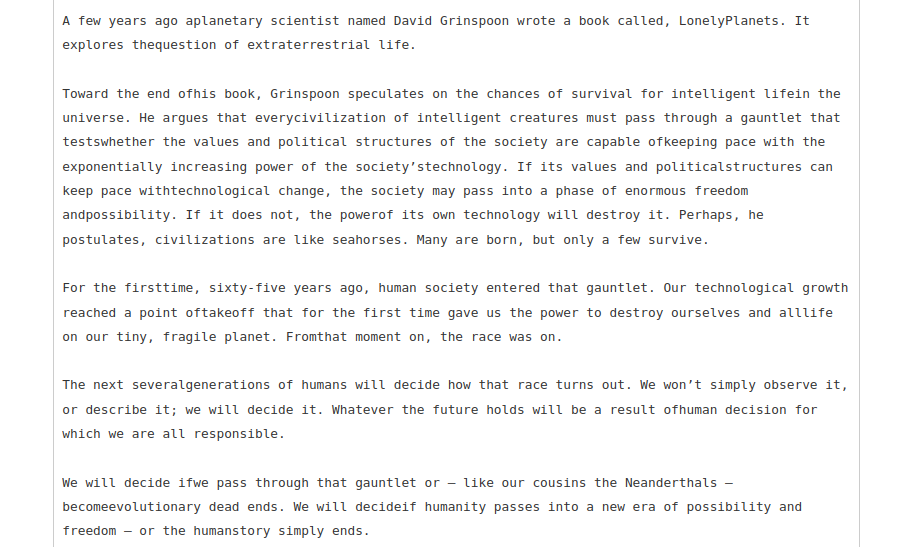 A few years ago aplanetary scientist named David Grinspoon wrote a book called, LonelyPlanets. It
explores thequestion of extraterrestrial life.
Toward the end ofhis book, Grinspoon speculates on the chances of survival for intelligent lifein the
universe. He argues that everycivilization of intelligent creatures must pass through a gauntlet that
testswhether the values and political structures of the society are capable ofkeeping pace with the
exponentially increasing power of the society’stechnology. If its values and politicalstructures can
keep pace withtechnological change, the society may pass into a phase of enormous freedom
andpossibility. If it does not, the powerof its own technology will destroy it. Perhaps, he
postulates, civilizations are like seahorses. Many are born, but only a few survive.
For the firsttime, sixty-five years ago, human society entered that gauntlet. Our technological growth
reached a point oftakeoff that for the first time gave us the power to destroy ourselves and alllife
on our tiny, fragile planet. Fromthat moment on, the race was on.
The next severalgenerations of humans will decide how that race turns out. We won’t simply observe it,
or describe it; we will decide it. Whatever the future holds will be a result ofhuman decision for
which we are all responsible.
We will decide ifwe pass through that gauntlet or — like our cousins the Neanderthals —
becomeevolutionary dead ends. We will decideif humanity passes into a new era of possibility and
freedom — or the humanstory simply ends.